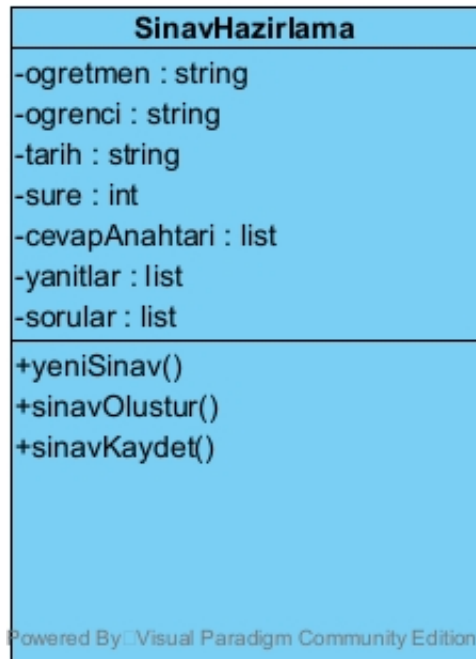 SinavHazirlama
-ogretmen : string
-ogrenci : string
-tarih : string
-sure : int
-cevapAnahtari : list
-yanitlar : list
-sorular : list
+yeniSinav()
+sinavOlustur()
+sinavKaydet()
Powered By Visual Paradigm Community Edition